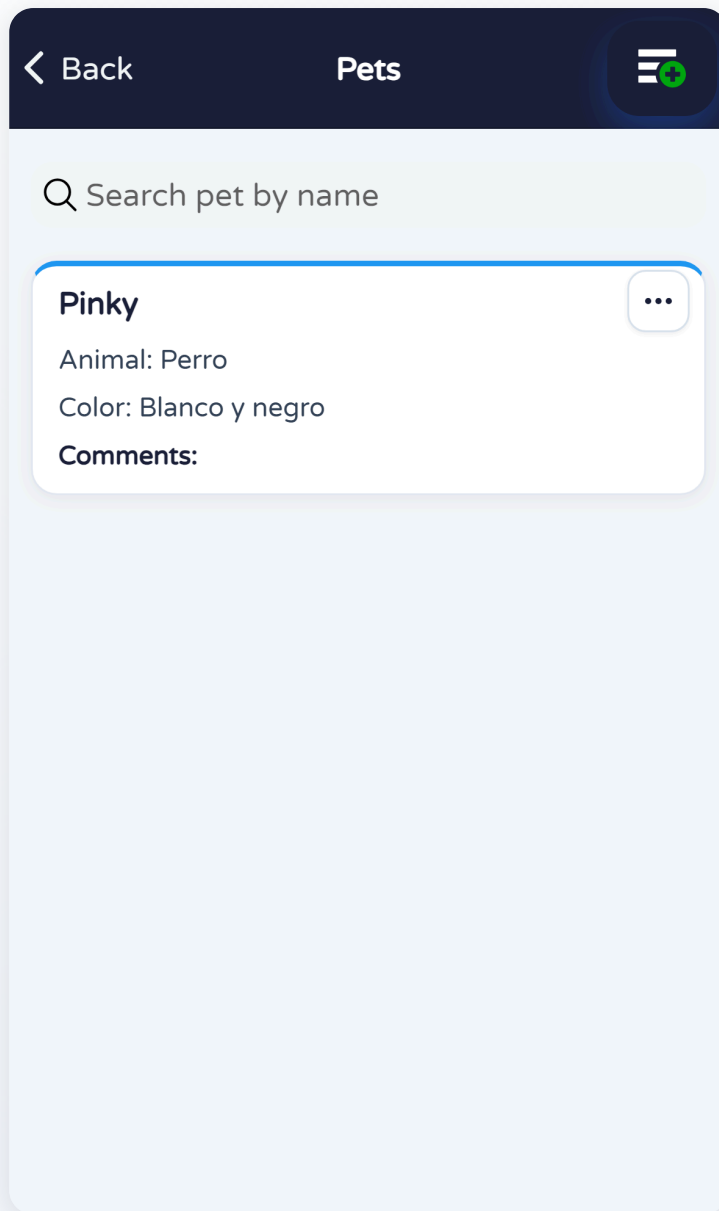 Back
Pets
Search pet by name
Pinky
Animal: Perro
Color: Blanco y negro
Comments: